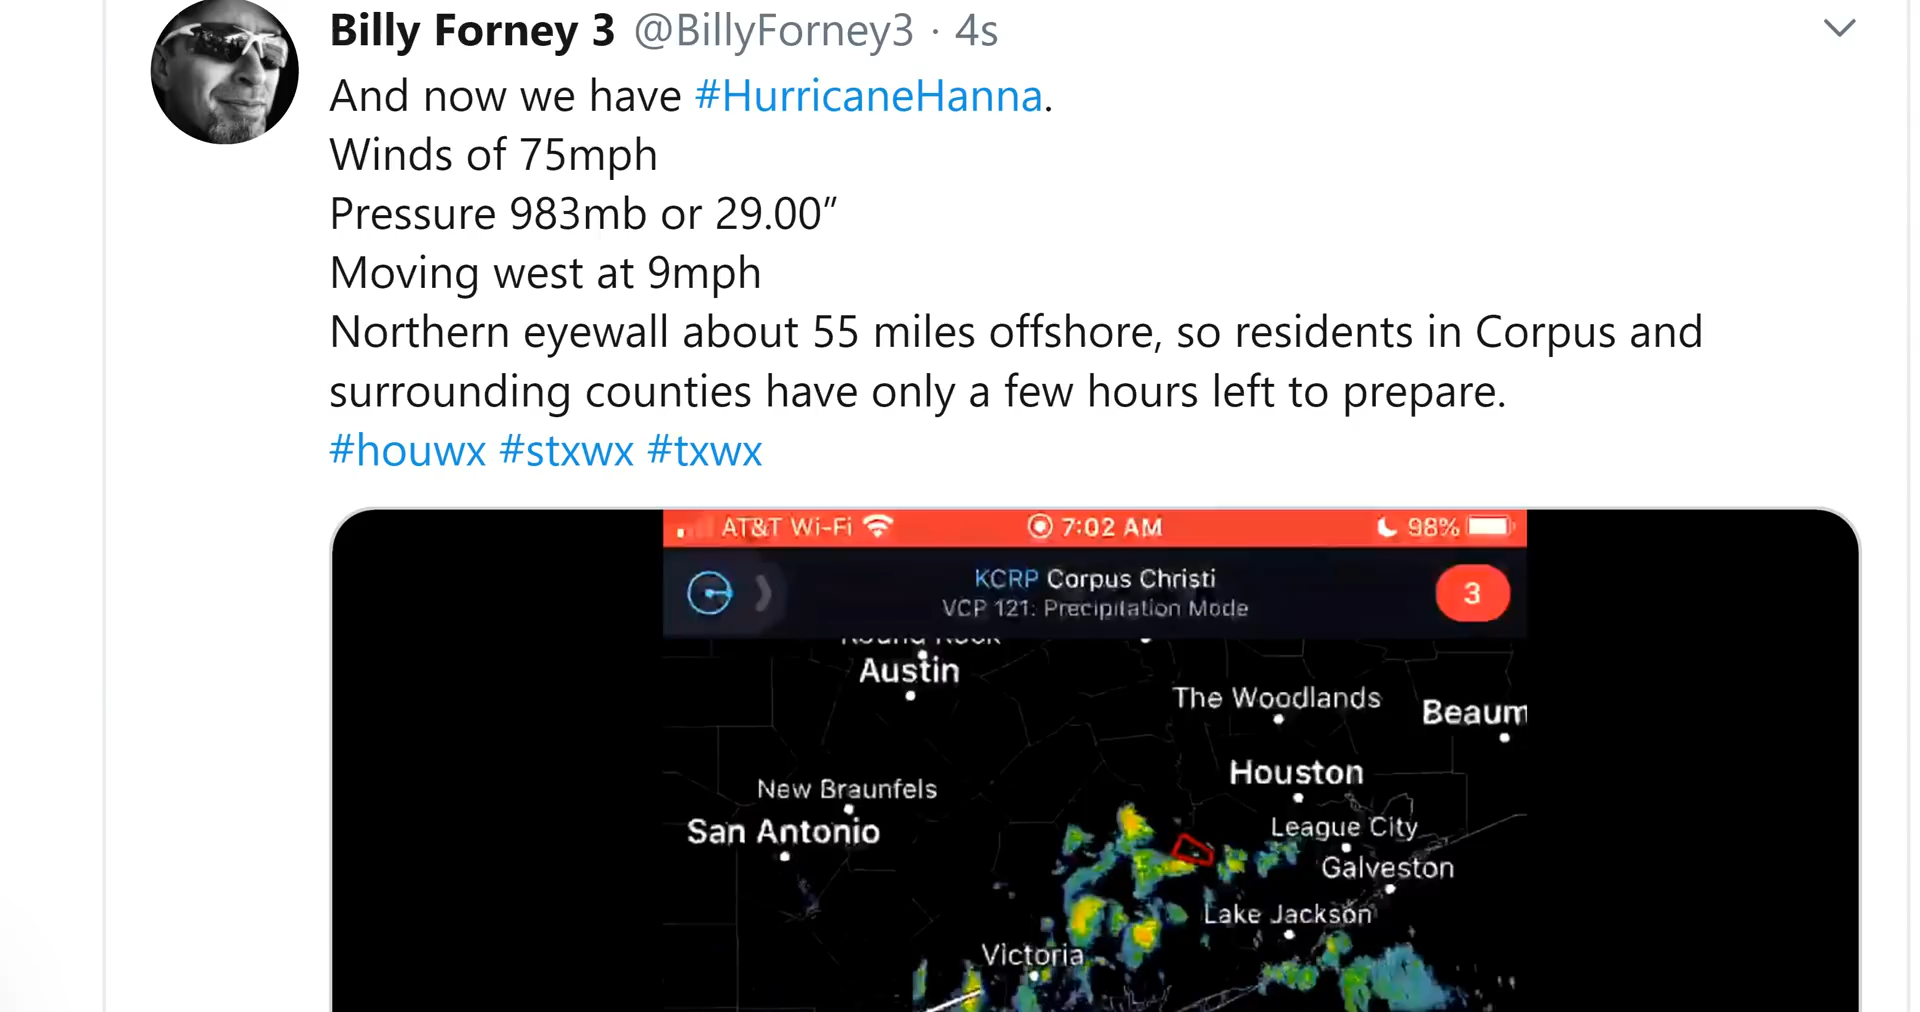 Billy Forney 3 @BillyForney3 · 4s
And now we have #HurricaneHanna.
Winds of 75mph
Pressure 983mb or 29.00”
Moving west at 9mph
Northern eyewall about 55 miles offshore, so residents in Corpus and
surrounding counties have only a few hours left to prepare.
#houwx #stxwx #txwx
AT&T Wi-Fi 7:02 AM 98%
KCRP Corpus Christi
3
VCP 121: Precipitation Mode
Round Rock
Austin
The Woodlands
Beaum
Houston
New Braunfels
League City
San Antonio
Galveston
Lake Jackson
Victoria